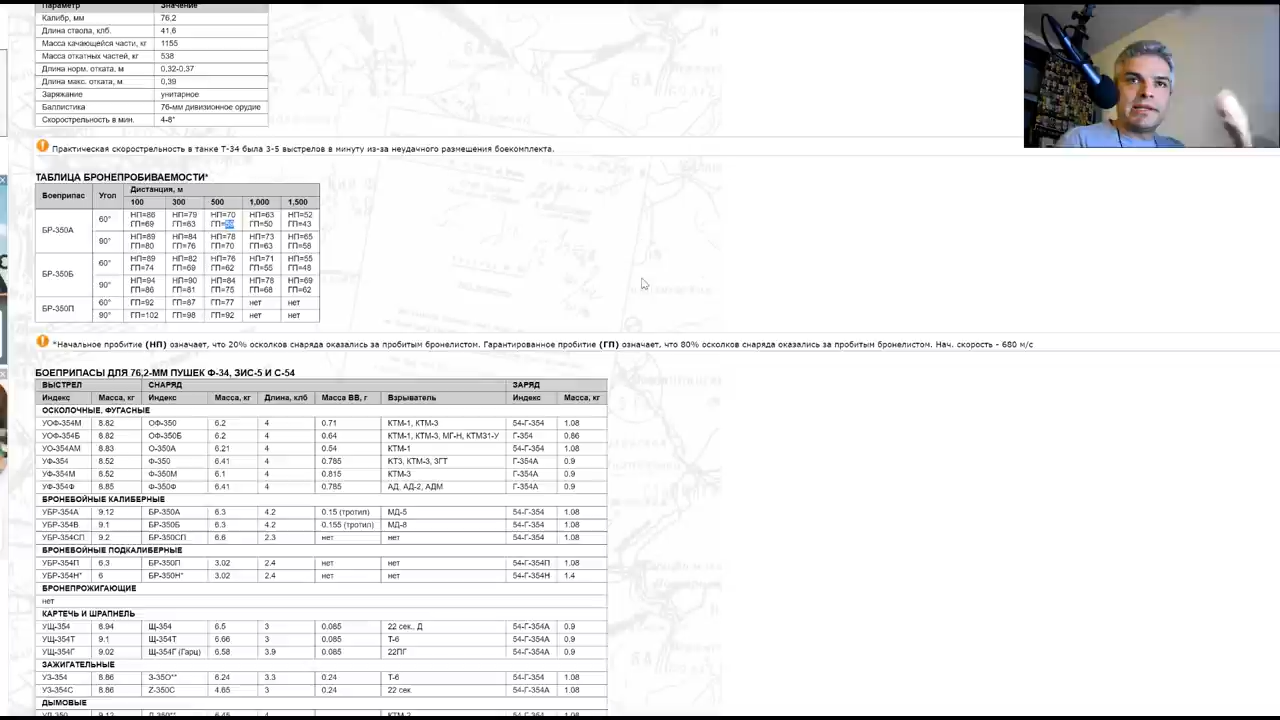 Параметр Значение
Калибр, мм 76,2
Длина ствола, клб. 41,6
Масса качающейся части, кг 1155
Масса откатных частей, кг 538
Длина норм. отката, м 0,32-0,37
Длина макс. отката, м 0,39
Заряжание унитарное
Баллистика 76-мм дивизионное орудие
Скорострельность в мин. 4-8*
Практическая скорострельность в танке Т-34 была 3-5 выстрелов в минуту из-за неудачного размещения боекомплекта.
ТАБЛИЦА БРОНЕПРОБИВАЕМОСТИ*
Боеприпас Угол Дистанция, м
100 300 500 1,000 1,500
БР-350А 60° НП=86 НП=79 НП=70 НП=63 НП=52
ГП=69 ГП=63 ГП= ГП=50 ГП=43
90° НП=89 НП=84 НП=78 НП=73 НП=65
ГП=80 ГП=76 ГП=70 ГП=63 ГП=58
БР-350Б 60° НП=89 НП=82 НП=76 НП=71 НП=55
ГП=74 ГП=69 ГП=62 ГП=55 ГП=48
90° НП=94 НП=90 НП=84 НП=78 НП=69
ГП=86 ГП=81 ГП=75 ГП=68 ГП=62
БР-350П 60° ГП=92 ГП=87 ГП=77 нет нет
90° ГП=102 ГП=98 ГП=92 нет нет
*Начальное пробитие (НП) означает, что 20% осколков снаряда оказались за пробитым бронелистом. Гарантированное пробитие (ГП) означает, что 80% осколков снаряда оказались за пробитым бронелистом. Нач. скорость - 680 м/с
БОЕПРИПАСЫ ДЛЯ 76,2-ММ ПУШЕК Ф-34, ЗИС-5 И С-54
ВЫСТРЕЛ СНАРЯД ЗАРЯД
Индекс Масса, кг Индекс Масса, кг Длина, клб Масса ВВ, г Взрыватель Индекс Масса, кг
ОСКОЛОЧНЫЕ, ФУГАСНЫЕ
УОФ-354М 8.82 ОФ-350 6.2 4 0.71 КТМ-1, КТМ-3 54-Г-354 1.08
УОФ-354Б 8.82 ОФ-350Б 6.2 4 0.64 КТМ-1, КТМ-3, МГ-Н, КТМЗ1-У Г-354 0.86
УО-354АМ 8.83 О-350А 6.21 4 0.54 КТМ-1 54-Г-354 1.08
УФ-354 8.52 Ф-350 6.41 4 0.785 КТ3, КТМ-3, 3ГТ Г-354А 0.9
УФ-354М 8.52 Ф-350М 6.1 4 0.815 КТМ-3 Г-354А 0.9
УФ-354Ф 8.85 Ф-350Ф 6.41 4 0.785 АД, АД-2, АДМ Г-354А 0.9
БРОНЕБОЙНЫЕ КАЛИБЕРНЫЕ
УБР-354А 9.12 БР-350А 6.3 4.2 0.15 (тротил) МД-5 54-Г-354 1.08
УБР-354В 9.1 БР-350Б 6.3 4.2 0.155 (тротил) МД-8 54-Г-354 1.08
УБР-354СП 9.2 БР-350СП 6.6 2.3 нет нет 54-Г-354 1.08
БРОНЕБОЙНЫЕ ПОДКАЛИБЕРНЫЕ
УБР-354П 6.3 БР-350П 3.02 2.4 нет нет 54-Г-354П 1.08
УБР-354Н* 6 БР-350Н* 3.02 2.4 нет нет 54-Г-354Н 1.4
БРОНЕПРОЖИГАЮЩИЕ
нет
КАРТЕЧЬ И ШРАПНЕЛЬ
УЩ-354 8.94 Щ-354 6.5 3 0.085 22 сек., Д 54-Г-354А 0.9
УЩ-354Т 9.1 Щ-354Т 6.66 3 0.085 Т-6 54-Г-354А 0.9
УЩ-354Г 9.02 Щ-354Г (Гарц) 6.58 3.9 0.085 22ПГ 54-Г-354А 0.9
ЗАЖИГАТЕЛЬНЫЕ
УЗ-354 8.86 З-350** 6.24 3.3 0.24 Т-6 54-Г-354 1.08
УЗ-354С 8.86 Z-350С 4.65 3 0.24 22 сек 54-Г-354А 1.08
ДЫМОВЫЕ